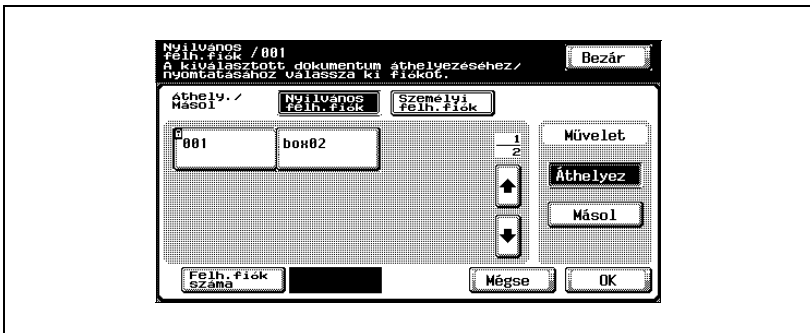 Nyilvános
felh.fiók /001
A kiválasztott dokumentum áthelyezéséhez/
nyomtatásához válassza ki fiókot.
Bezár
Áthely./
Másol
Nyilvános
felh.fiók
Személyi
felh.fiók
001
box02
1
2
Művelet
Áthelyez
Másol
Felh.fiók
száma
Mégse
OK